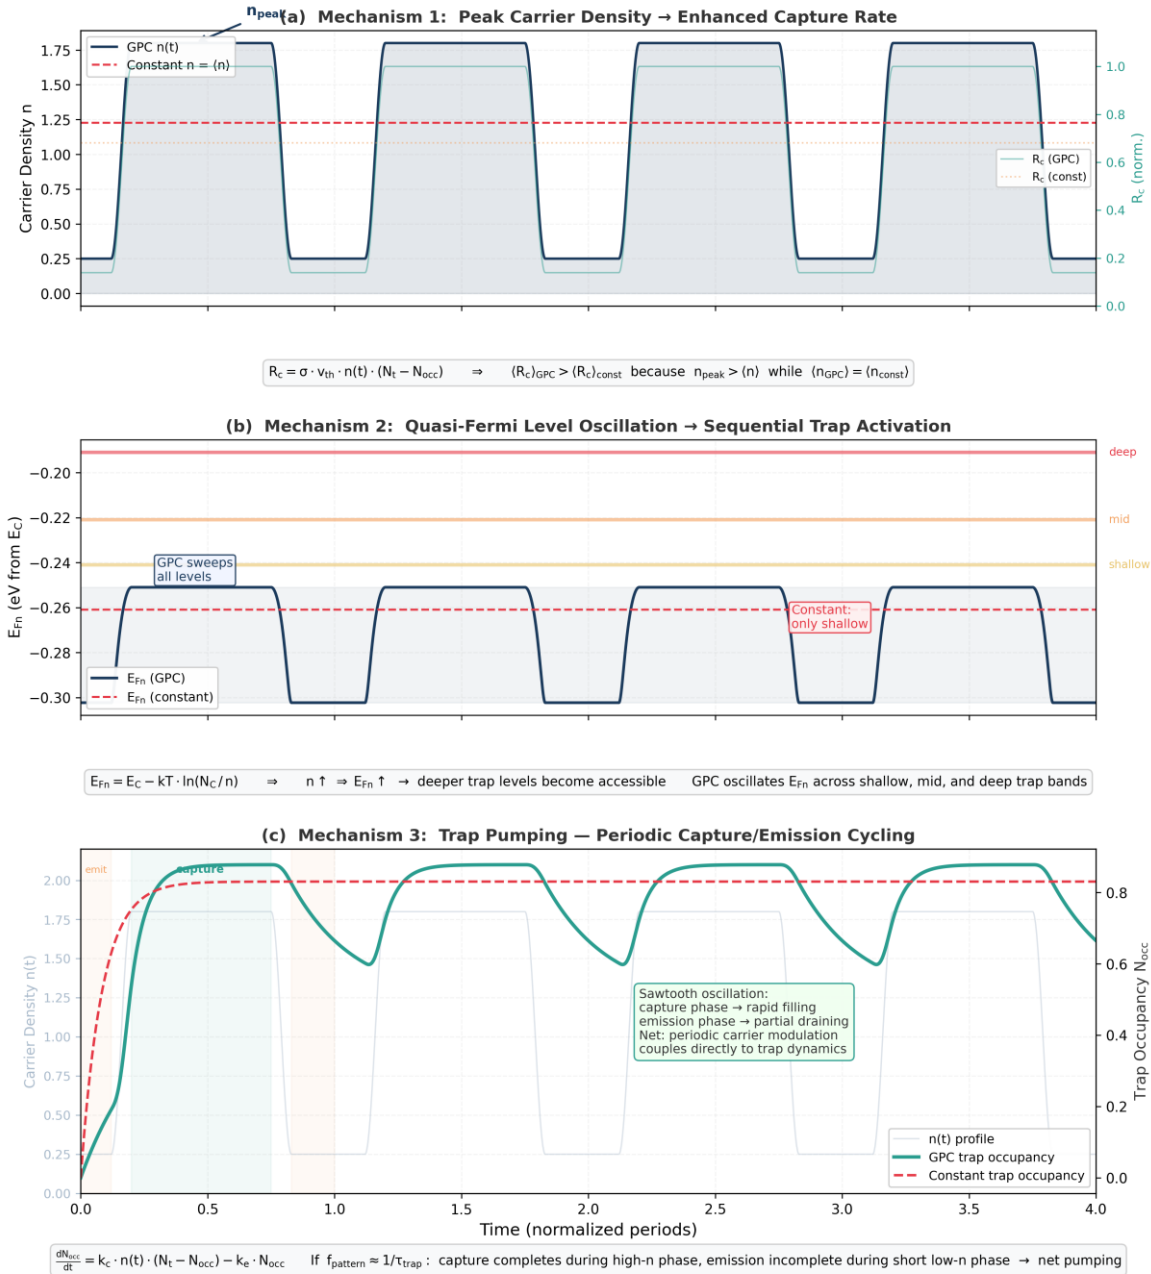 n_peak
(a) Mechanism 1: Peak Carrier Density → Enhanced Capture Rate
GPC n(t)
Constant n = ⟨n⟩
1.75
1.50
1.25
1.00
0.75
0.50
0.25
0.00
Carrier Density n
1.0
0.8
0.6
0.4
0.2
0.0
R_c (norm.)
R_c (GPC)
R_c (const)
R_c = σ · v_th · n(t) · (N_t − N_occ) ⇒ ⟨R_c⟩_GPC > ⟨R_c⟩_const because n_peak > ⟨n⟩ while ⟨n_GPC⟩ = ⟨n_const⟩
(b) Mechanism 2: Quasi-Fermi Level Oscillation → Sequential Trap Activation
−0.20
−0.22
−0.24
−0.26
−0.28
−0.30
E_Fn (eV from E_C)
deep
mid
shallow
GPC sweeps
all levels
Constant:
only shallow
E_Fn (GPC)
E_Fn (constant)
E_Fn = E_C − kT · ln(N_C / n) ⇒ n ↑ ⇒ E_Fn ↑ → deeper trap levels become accessible GPC oscillates E_Fn across shallow, mid, and deep trap bands
(c) Mechanism 3: Trap Pumping — Periodic Capture/Emission Cycling
emit
capture
2.00
1.75
1.50
1.25
1.00
0.75
0.50
0.25
0.00
Carrier Density n(t)
0.8
0.6
0.4
0.2
0.0
Trap Occupancy N_occ
Sawtooth oscillation:
capture phase → rapid filling
emission phase → partial draining
Net: periodic carrier modulation
couples directly to trap dynamics
n(t) profile
GPC trap occupancy
Constant trap occupancy
0.0 0.5 1.0 1.5 2.0 2.5 3.0 3.5 4.0
Time (normalized periods)
dN_occ/dt = k_c · n(t) · (N_t − N_occ) − k_e · N_occ If f_pattern ≈ 1/τ_trap : capture completes during high-n phase, emission incomplete during short low-n phase → net pumping